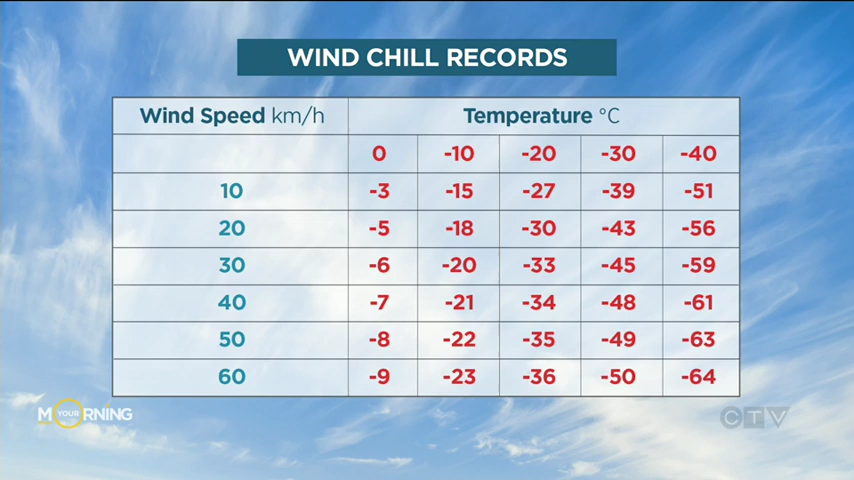 WIND CHILL RECORDS
Wind Speed km/h Temperature °C
0 -10 -20 -30 -40
10 -3 -15 -27 -39 -51
20 -5 -18 -30 -43 -56
30 -6 -20 -33 -45 -59
40 -7 -21 -34 -48 -61
50 -8 -22 -35 -49 -63
60 -9 -23 -36 -50 -64
YOUR MORNING
CTV